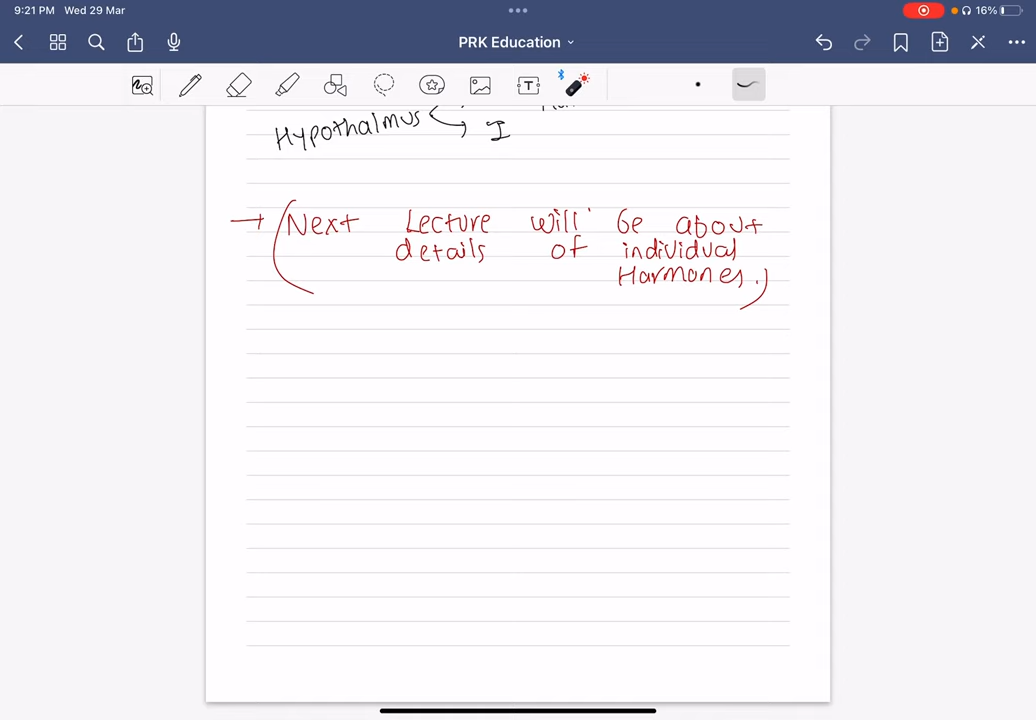 9:21 PM Wed 29 Mar
16%
PRK Education
T
Hypothalmus
I
→ (Next Lecture will be about
details of individual
Harmones.)